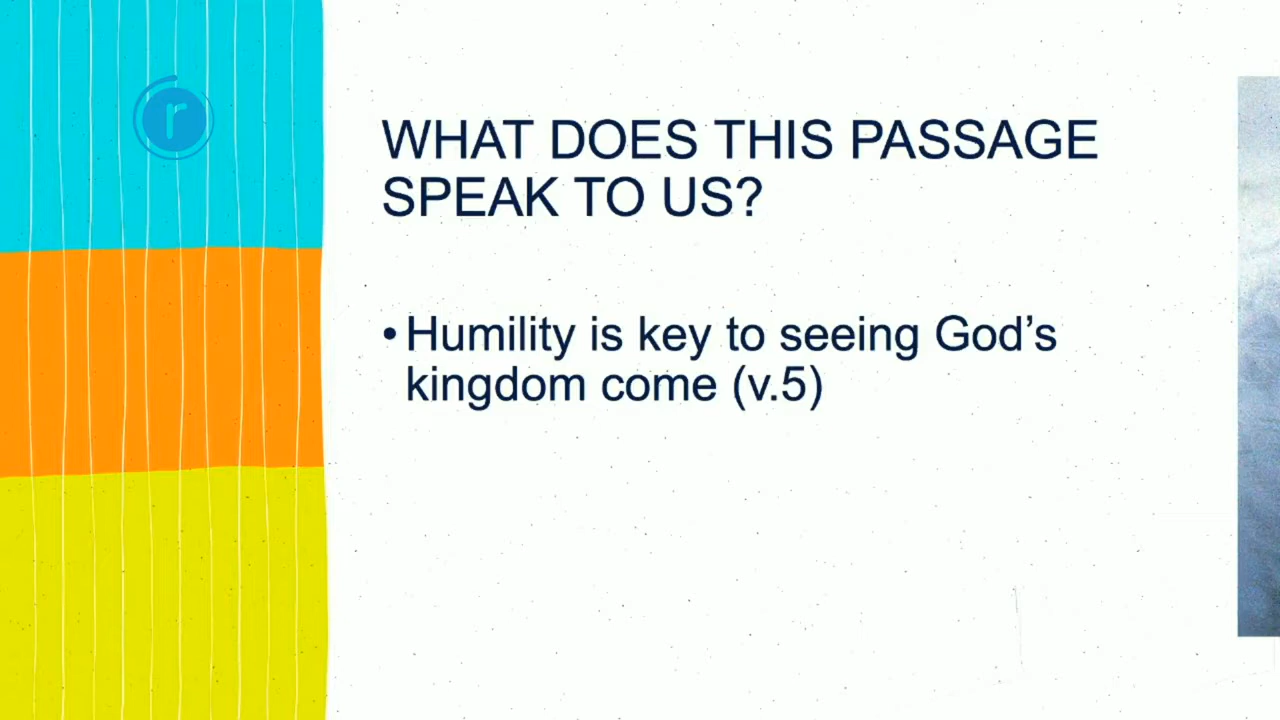 r
WHAT DOES THIS PASSAGE
SPEAK TO US?
•Humility is key to seeing God’s
kingdom come (v.5)